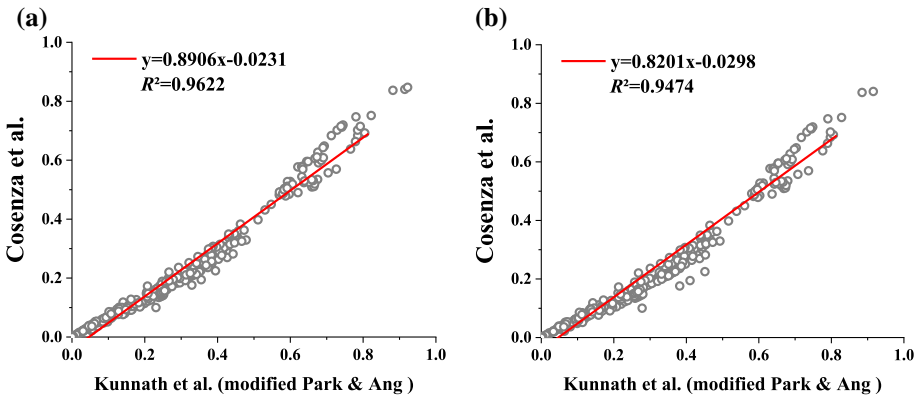 (a)
y=0.8906x-0.0231
R²=0.9622
Cosenza et al.
1.0
0.8
0.6
0.4
0.2
0.0
0.0 0.2 0.4 0.6 0.8 1.0
Kunnath et al. (modified Park & Ang )
(b)
y=0.8201x-0.0298
R²=0.9474
Cosenza et al.
1.0
0.8
0.6
0.4
0.2
0.0
0.0 0.2 0.4 0.6 0.8 1.0
Kunnath et al. (modified Park & Ang )